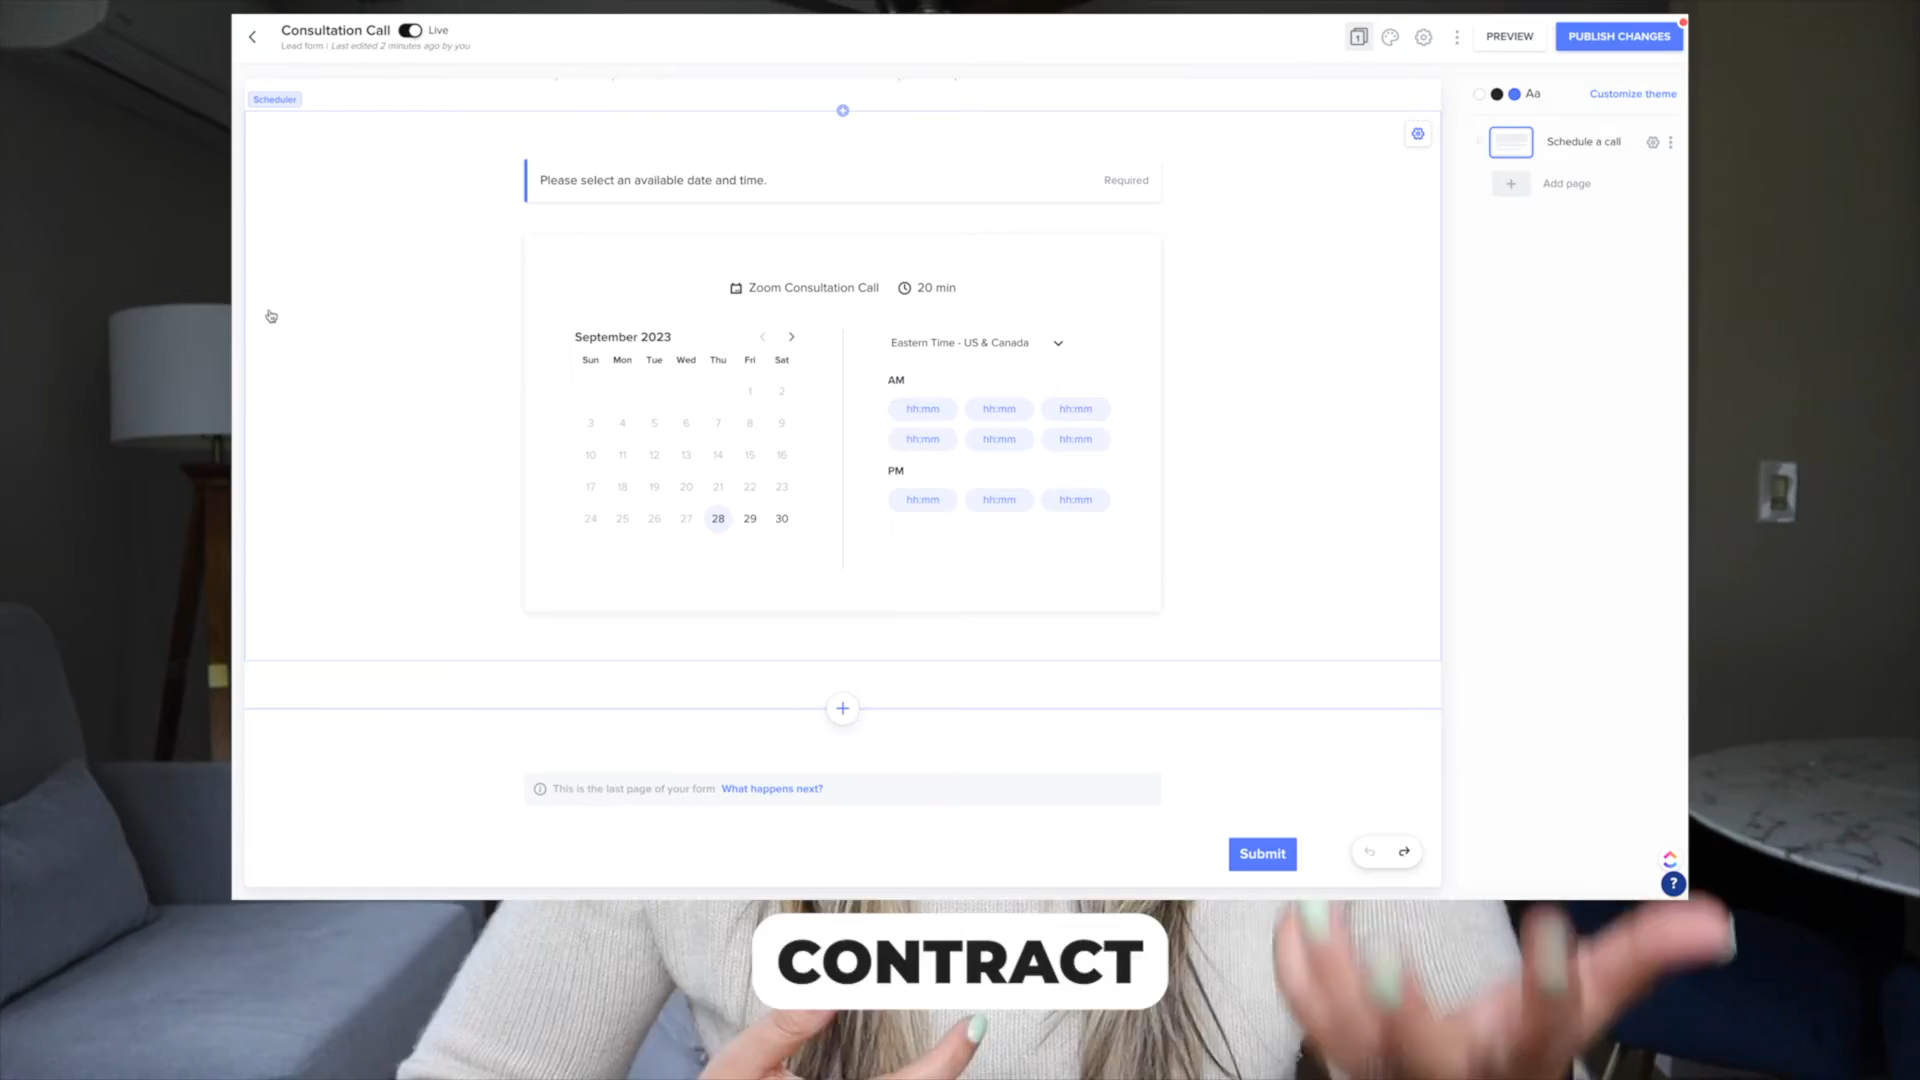 Consultation Call Live
Lead form | Last edited 2 minutes ago by you
1
PREVIEW
PUBLISH CHANGES
Scheduler
Aa
Customize theme
Please select an available date and time.
Required
Schedule a call
Add page
Zoom Consultation Call 20 min
September 2023
Sun Mon Tue Wed Thu Fri Sat
1 2
3 4 5 6 7 8 9
10 11 12 13 14 15 16
17 18 19 20 21 22 23
24 25 26 27 28 29 30
Eastern Time - US & Canada
AM
hh:mm hh:mm hh:mm
hh:mm hh:mm hh:mm
PM
hh:mm hh:mm hh:mm
This is the last page of your form What happens next?
Submit
?
CONTRACT